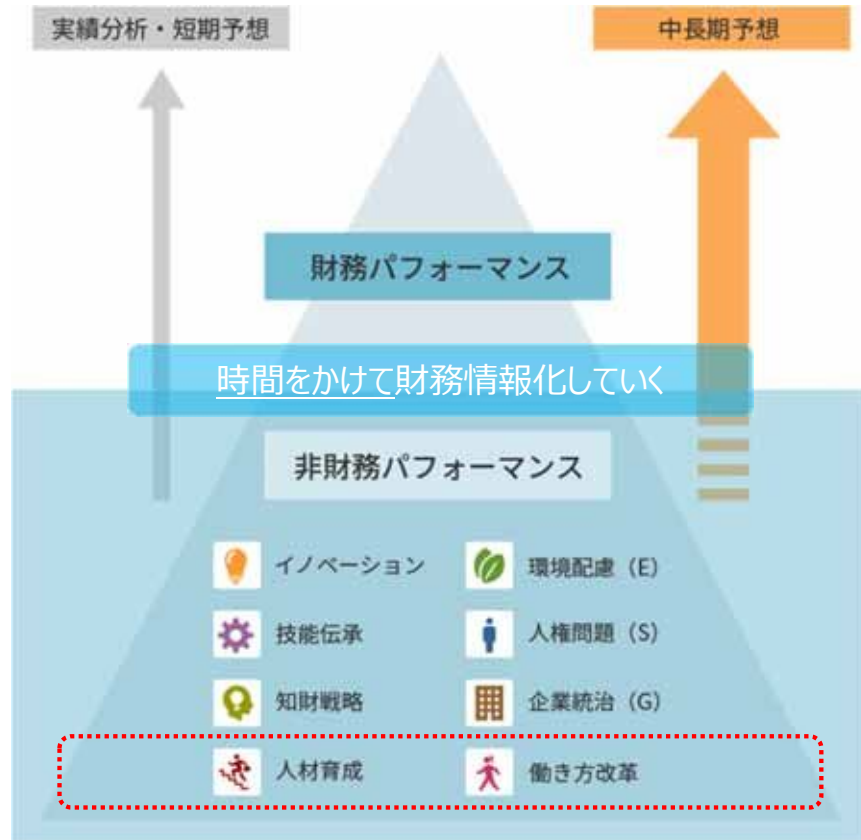 実績分析・短期予想
中長期予想
財務パフォーマンス
時間をかけて財務情報化していく
非財務パフォーマンス
イノベーション
環境配慮（E）
技能伝承
人権問題（S）
知財戦略
企業統治（G）
人材育成
働き方改革